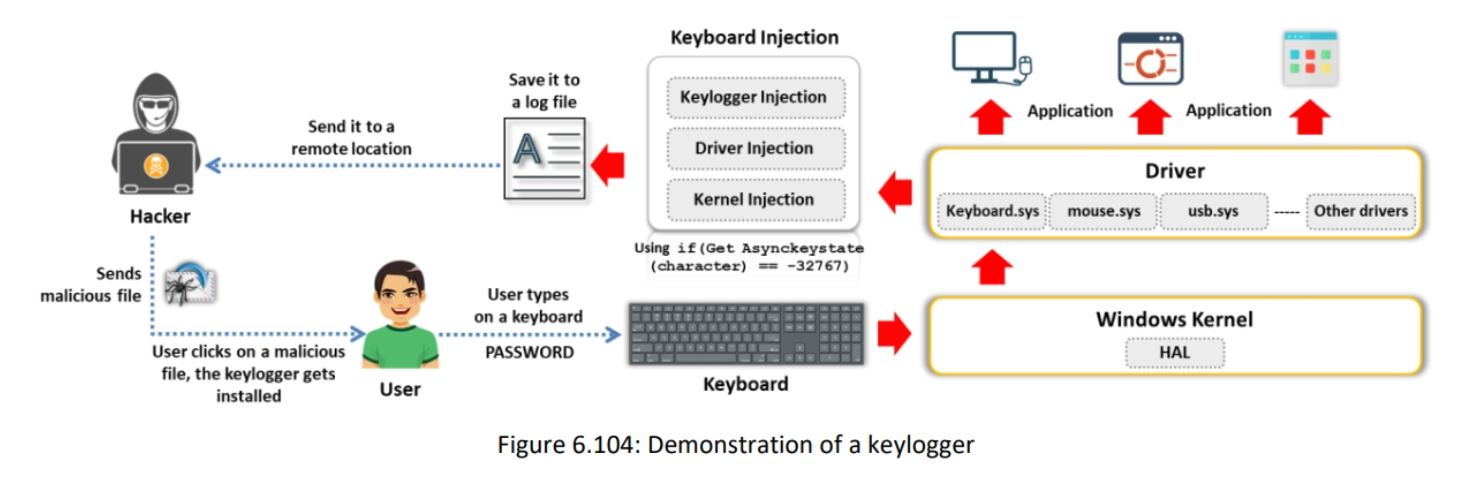 Keyboard Injection
Keylogger Injection
Driver Injection
Kernel Injection
Using if(Get Asynckeystate
(character) == -32767)
Save it to
a log file
Send it to a
remote location
Hacker
Sends
malicious file
User clicks on a malicious
file, the keylogger gets
installed
User
User types
on a keyboard
PASSWORD
Keyboard
Application
Application
Driver
Keyboard.sys
mouse.sys
usb.sys
-----
Other drivers
Windows Kernel
HAL
A
Figure 6.104: Demonstration of a keylogger